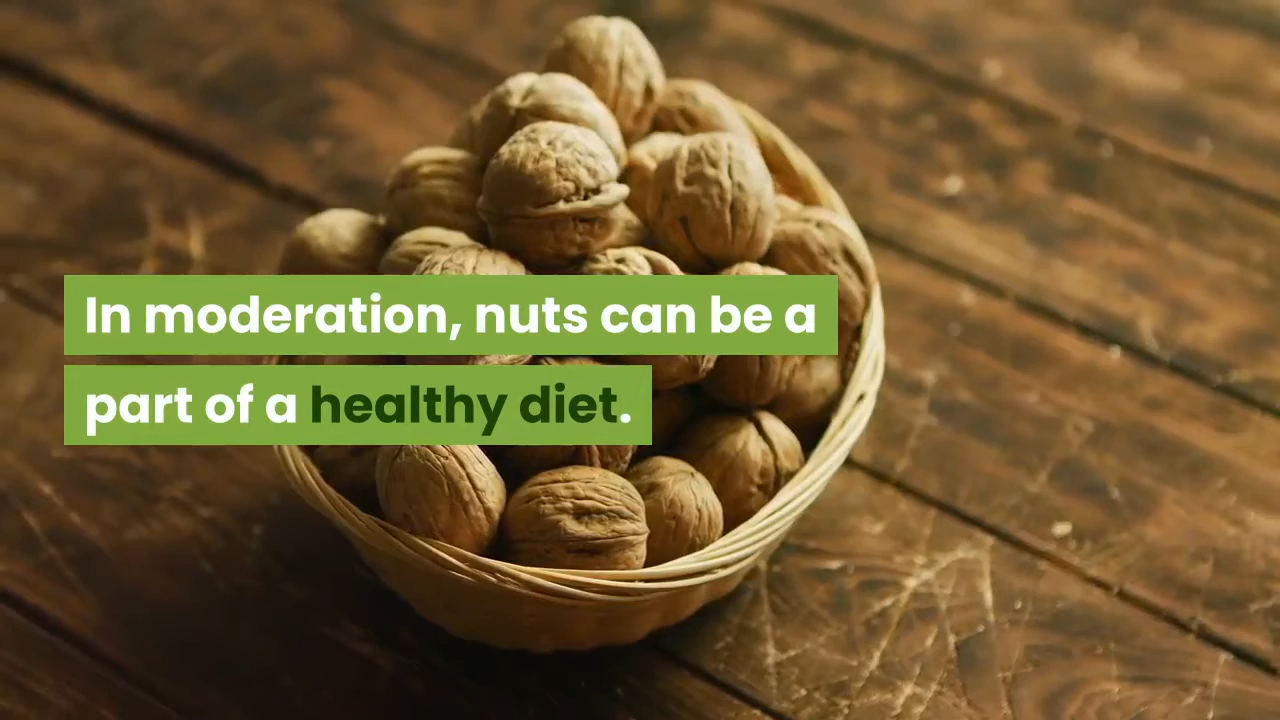 In moderation, nuts can be a
part of a healthy diet.